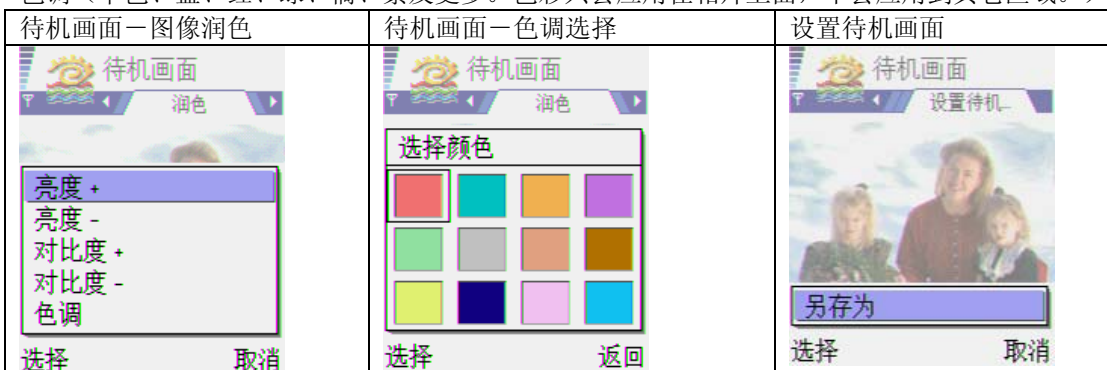 待机画面－图像润色
待机画面－色调选择
设置待机画面
待机画面
润色
亮度 +
亮度 -
对比度 +
对比度 -
色调
选择 取消
待机画面
润色
选择颜色
选择 返回
待机画面
设置待机...
另存为
选择 取消